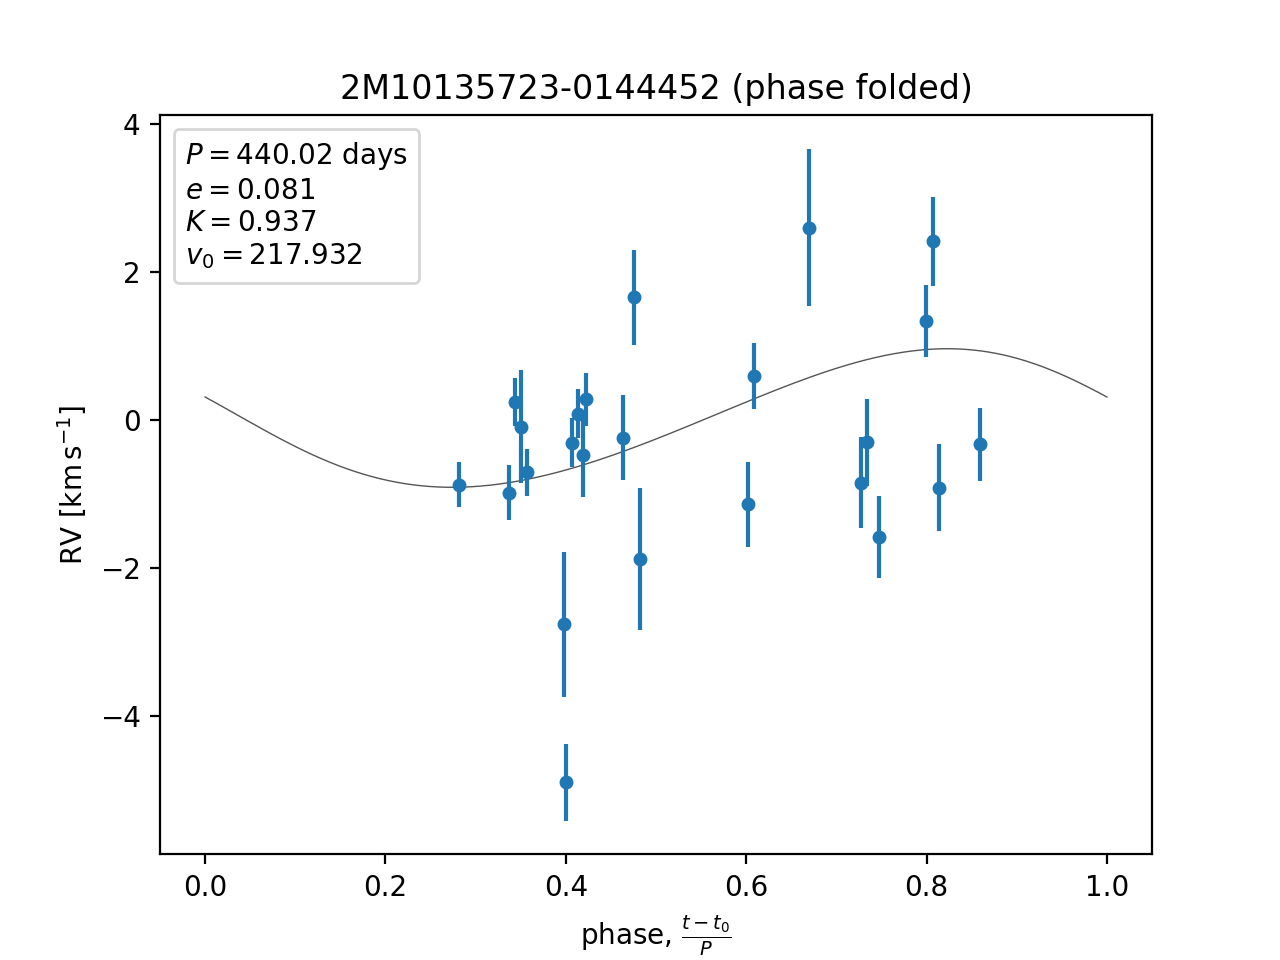 2M10135723-0144452 (phase folded)
P = 440.02 days
e = 0.081
K = 0.937
v₀ = 217.932
4
2
0
−2
−4
RV [km s⁻¹]
0.0 0.2 0.4 0.6 0.8 1.0
phase, (t − t₀)/P